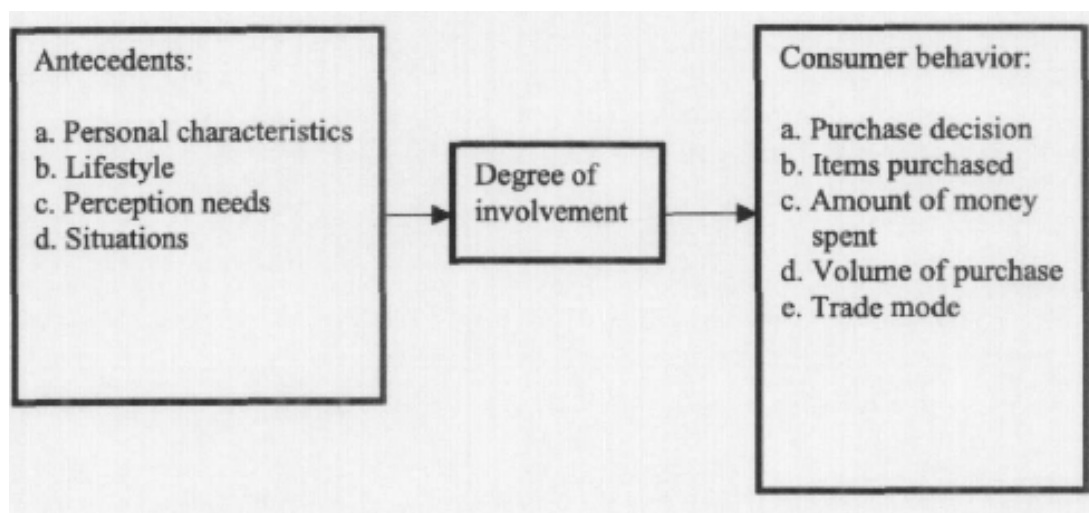 Antecedents:
a. Personal characteristics
b. Lifestyle
c. Perception needs
d. Situations
Degree of
involvement
Consumer behavior:
a. Purchase decision
b. Items purchased
c. Amount of money
spent
d. Volume of purchase
e. Trade mode